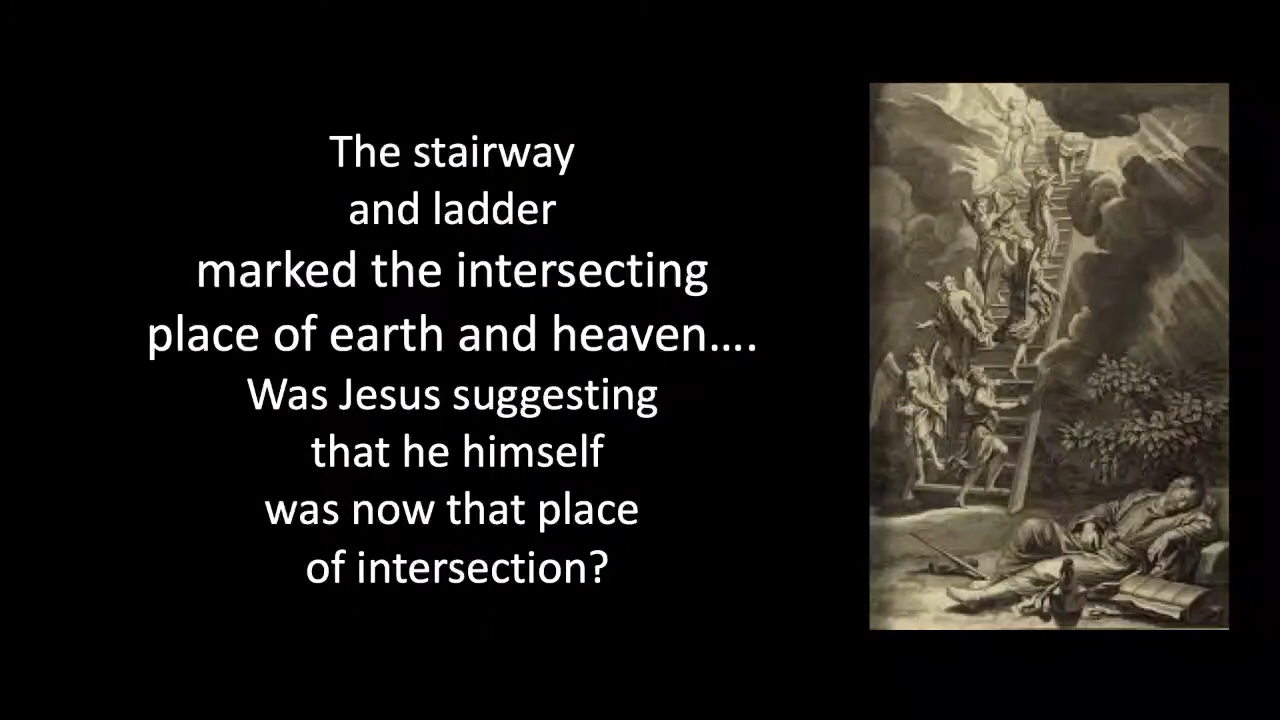 The stairway
and ladder
marked the intersecting
place of earth and heaven….
Was Jesus suggesting
that he himself
was now that place
of intersection?